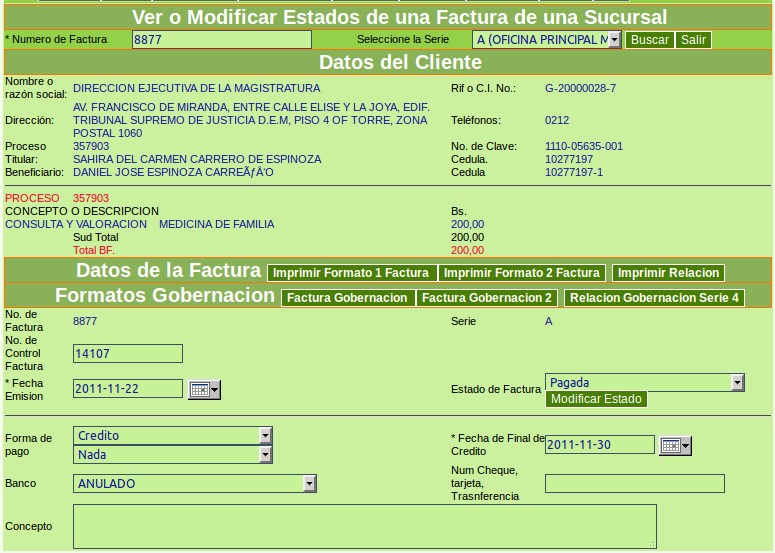 Ver o Modificar Estados de una Factura de una Sucursal
* Numero de Factura 8877 Seleccione la Serie A (OFICINA PRINCIPAL M Buscar Salir
Datos del Cliente
Nombre o razón social: DIRECCION EJECUTIVA DE LA MAGISTRATURA Rif o C.I. No.: G-20000028-7
Dirección: AV. FRANCISCO DE MIRANDA, ENTRE CALLE ELISE Y LA JOYA, EDIF.
TRIBUNAL SUPREMO DE JUSTICIA D.E.M, PISO 4 OF TORRE, ZONA
POSTAL 1060
Teléfonos: 0212
Proceso 357903 No. de Clave: 1110-05635-001
Titular: SAHIRA DEL CARMEN CARRERO DE ESPINOZA Cedula. 10277197
Beneficiario: DANIEL JOSE ESPINOZA CARREÃƒÂ'O Cedula 10277197-1
PROCESO 357903
CONCEPTO O DESCRIPCION Bs.
CONSULTA Y VALORACION MEDICINA DE FAMILIA 200,00
Sud Total 200,00
Total BF. 200,00
Datos de la Factura Imprimir Formato 1 Factura Imprimir Formato 2 Factura Imprimir Relacion
Formatos Gobernacion Factura Gobernacion Factura Gobernacion 2 Relacion Gobernacion Serie 4
No. de
Factura 8877 Serie A
No. de
Control
Factura 14107
* Fecha
Emision 2011-11-22 Estado de Factura Pagada
Modificar Estado
Forma de
pago Credito
Nada
* Fecha de Final de
Credito 2011-11-30
Banco ANULADO
Num Cheque,
tarjeta,
Trasnferencia
Concepto